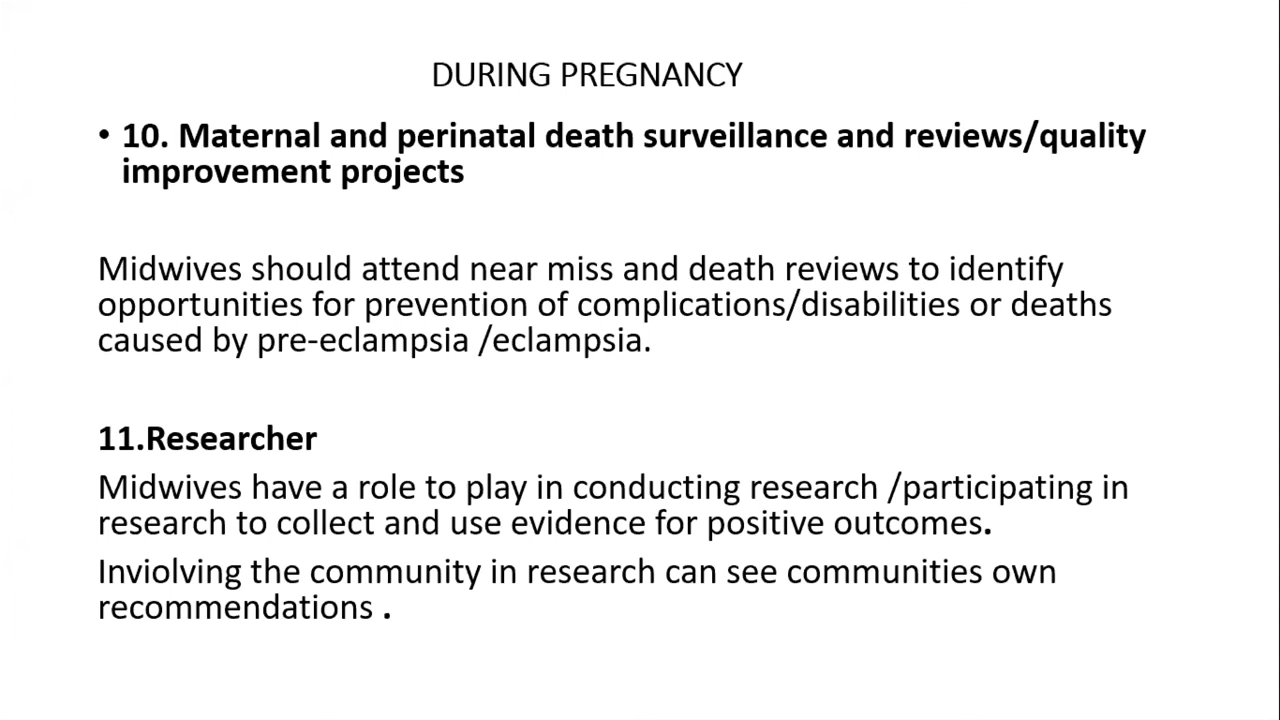 DURING PREGNANCY
• 10. Maternal and perinatal death surveillance and reviews/quality
improvement projects
Midwives should attend near miss and death reviews to identify
opportunities for prevention of complications/disabilities or deaths
caused by pre-eclampsia /eclampsia.
11.Researcher
Midwives have a role to play in conducting research /participating in
research to collect and use evidence for positive outcomes.
Inviolving the community in research can see communities own
recommendations .